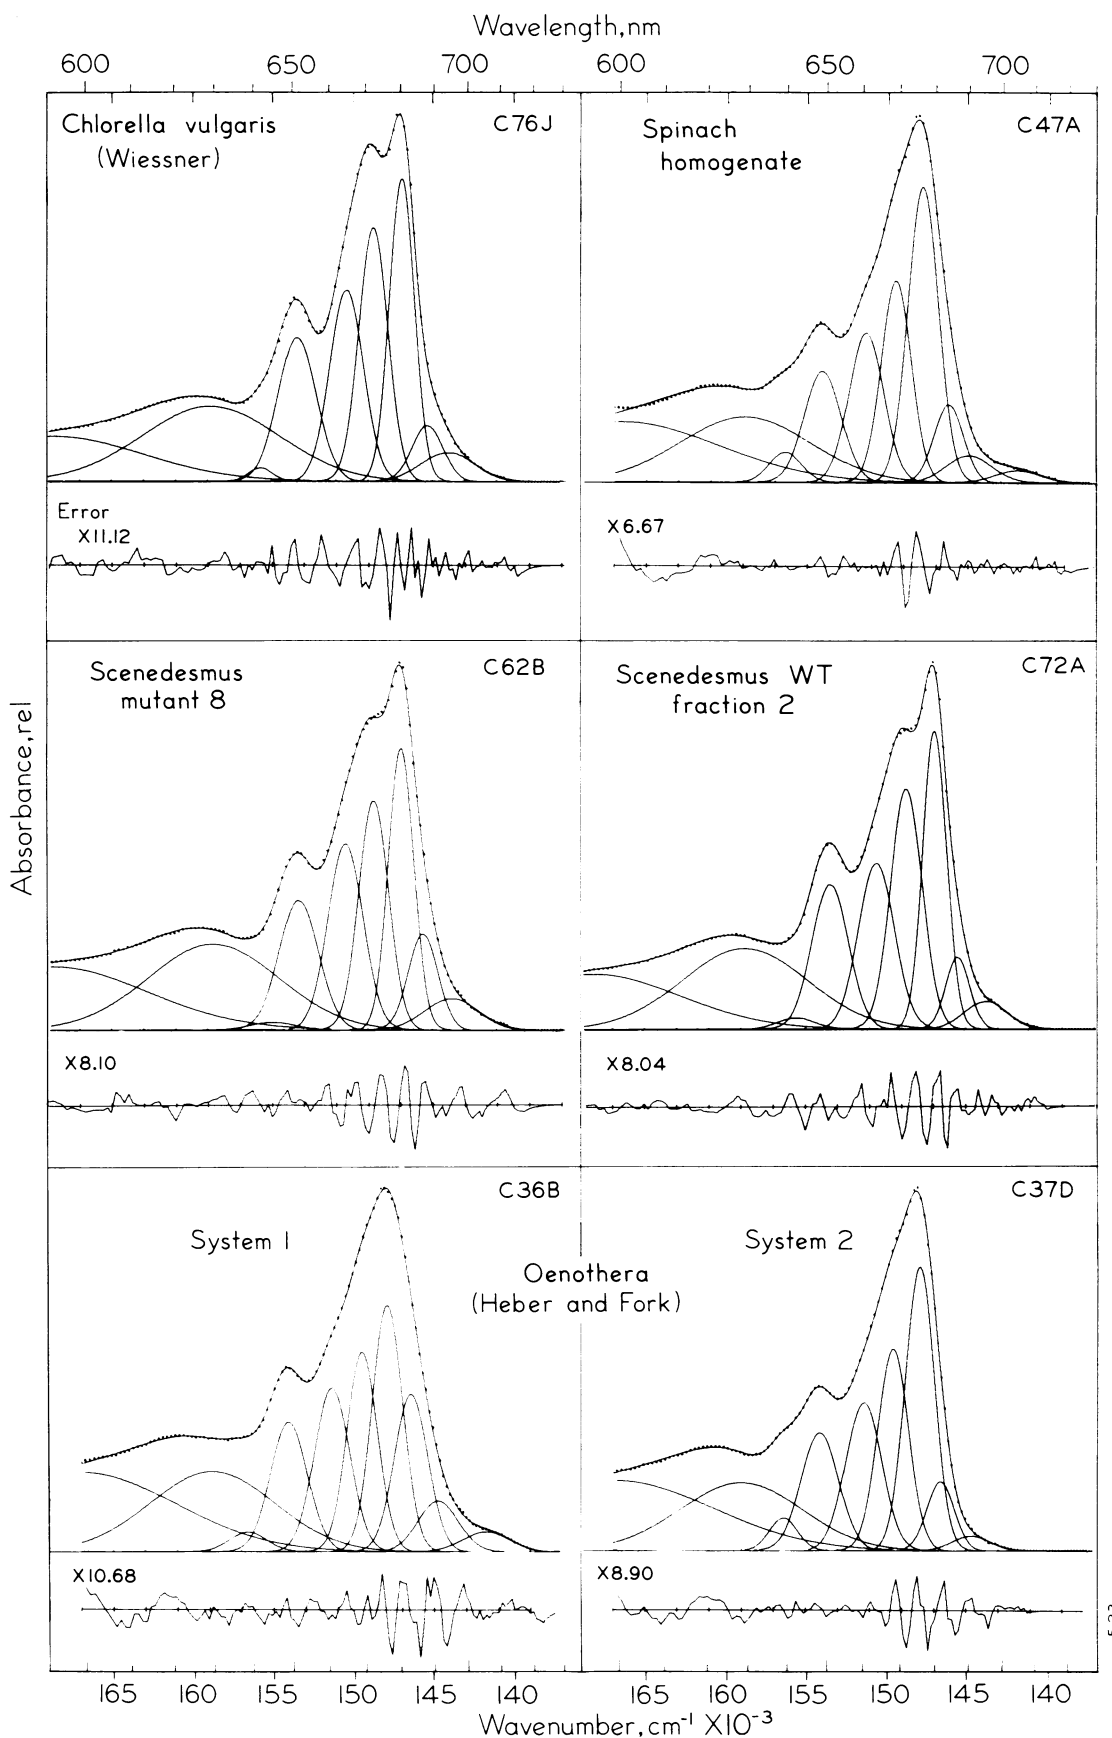 Wavelength,nm
600 650 700 600 650 700
Chlorella vulgaris
(Wiessner)
C76J
Spinach
homogenate
C47A
Error
X11.12
X6.67
Scenedesmus
mutant 8
C62B
Scenedesmus WT
fraction 2
C72A
Absorbance,rel
X8.10
X8.04
System 1
C36B
System 2
C37D
Oenothera
(Heber and Fork)
X10.68
X8.90
165 160 155 150 145 140 165 160 155 150 145 140
Wavenumber,cm⁻¹ X10⁻³